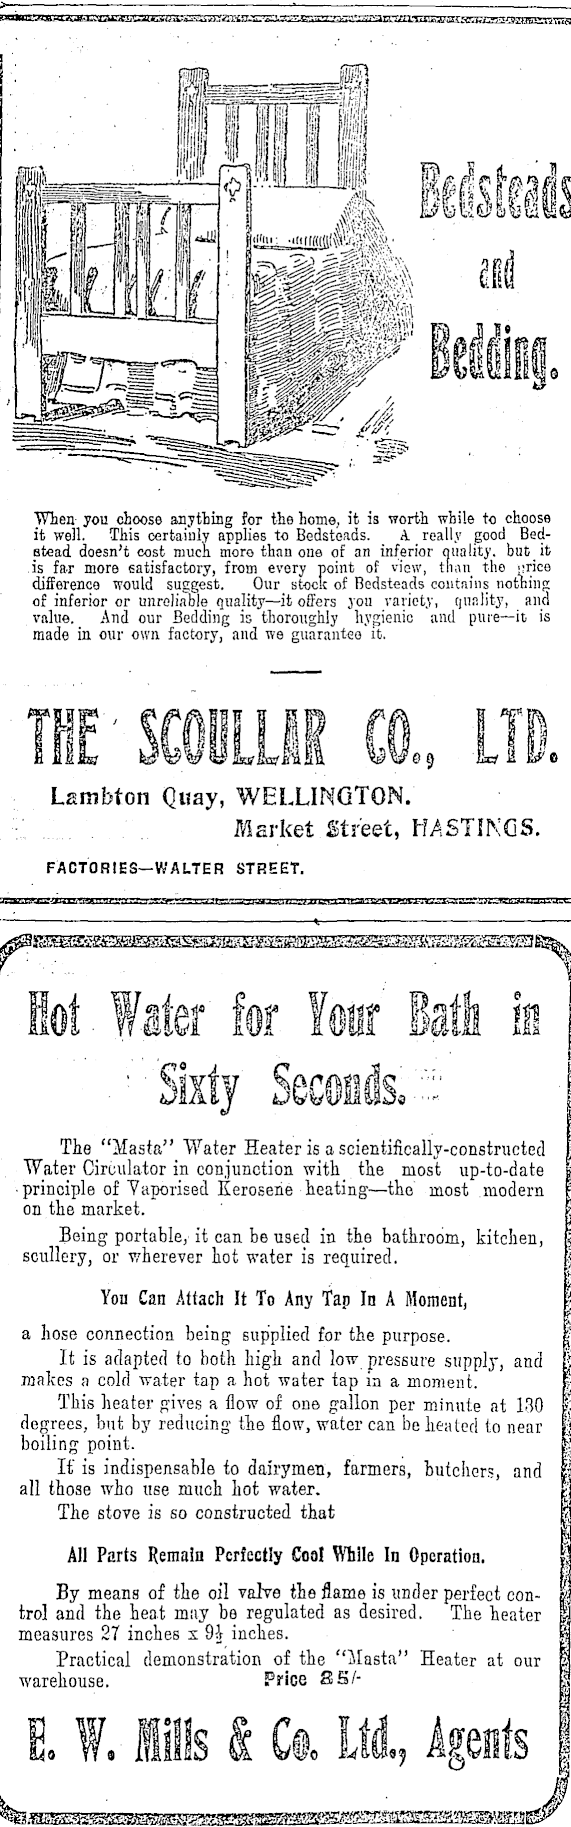 Bedsteads
and
Bedding.
When you choose anything for the home, it is worth while to choose
it well. This certainly applies to Bedsteads. A really good Bed-
stead doesn't cost much more than one of an inferior quality, but it
is far more satisfactory, from every point of view, than the price
difference would suggest. Our stock of Bedsteads contains nothing
of inferior or unreliable quality—it offers you variety, quality, and
value. And our Bedding is thoroughly hygienic and pure—it is
made in our own factory, and we guarantee it.
THE SCOULLAR CO., LTD.
Lambton Quay, WELLINGTON.
Market Street, HASTINGS.
FACTORIES—WALTER STREET.
Hot Water for Your Bath in
Sixty Seconds.
The "Masta" Water Heater is a scientifically-constructed
Water Circulator in conjunction with the most up-to-date
principle of Vaporised Kerosene heating—the most modern
on the market.
Being portable, it can be used in the bathroom, kitchen,
scullery, or wherever hot water is required.
You Can Attach It To Any Tap In A Moment,
a hose connection being supplied for the purpose.
It is adapted to both high and low pressure supply, and
makes a cold water tap a hot water tap in a moment.
This heater gives a flow of one gallon per minute at 130
degrees, but by reducing the flow, water can be heated to near
boiling point.
It is indispensable to dairymen, farmers, butchers, and
all those who use much hot water.
The stove is so constructed that
All Parts Remain Perfectly Cool While In Operation.
By means of the oil valve the flame is under perfect con-
trol and the heat may be regulated as desired. The heater
measures 27 inches x 9½ inches.
Practical demonstration of the "Masta" Heater at our
warehouse. Price 85/-
E. W. Mills & Co. Ltd., Agents